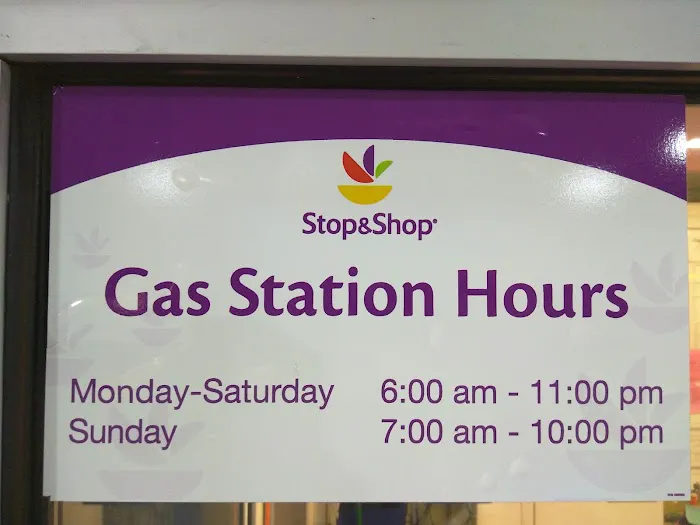 Stop&Shop
Gas Station Hours
Monday-Saturday 6:00 am - 11:00 pm
Sunday 7:00 am - 10:00 pm